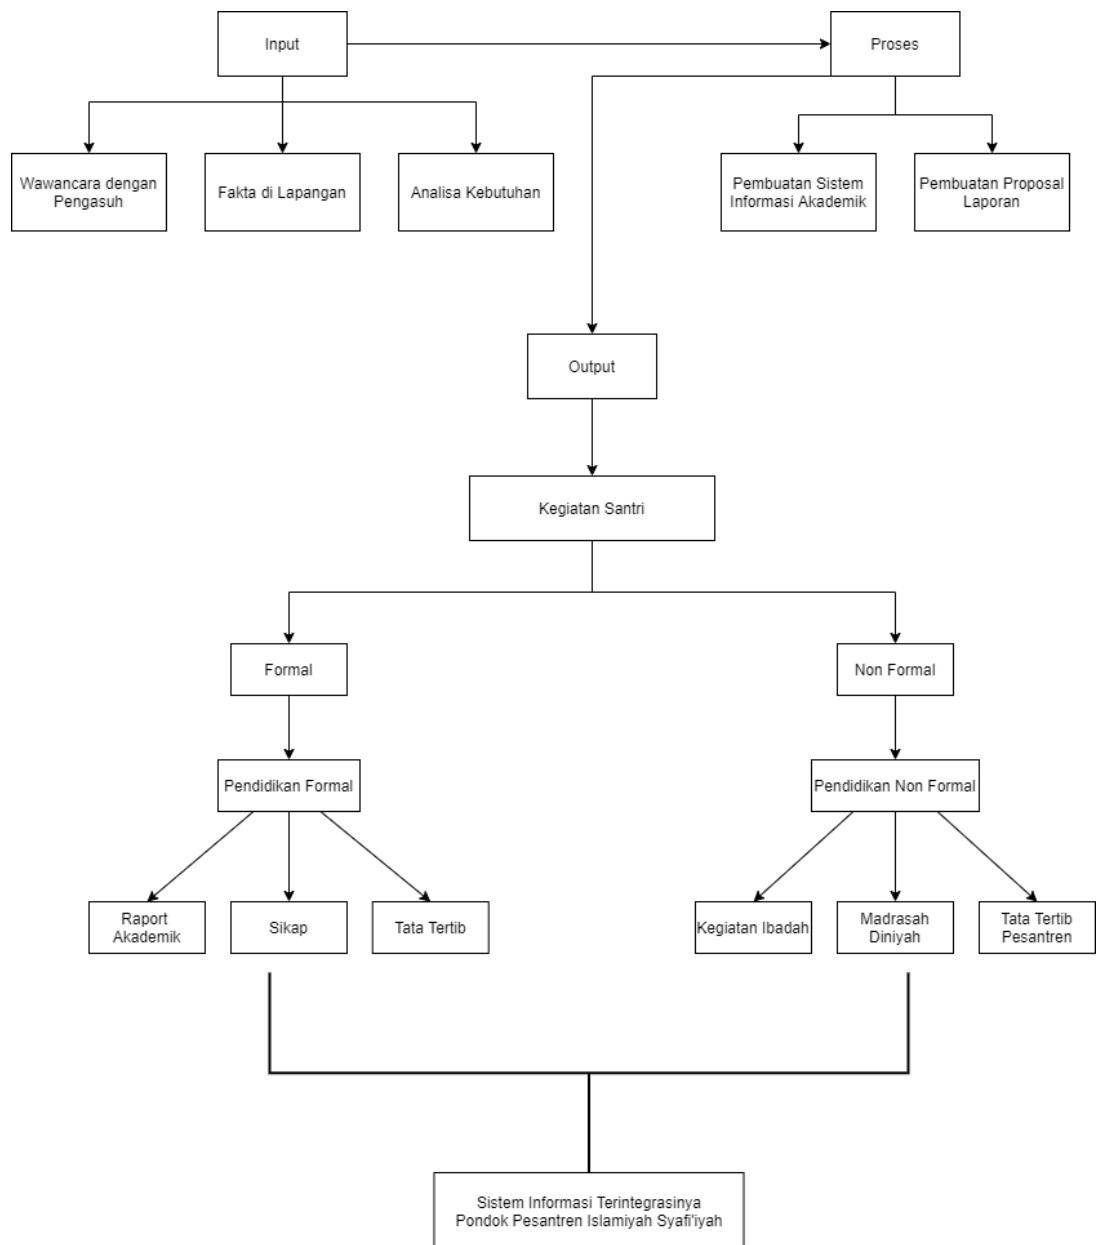 Input
Proses
Wawancara dengan
Pengasuh
Fakta di Lapangan
Analisa Kebutuhan
Pembuatan Sistem
Informasi Akademik
Pembuatan Proposal
Laporan
Output
Kegiatan Santri
Formal
Non Formal
Pendidikan Formal
Pendidikan Non Formal
Raport
Akademik
Sikap
Tata Tertib
Kegiatan Ibadah
Madrasah
Diniyah
Tata Tertib
Pesantren
Sistem Informasi Terintegrasinya
Pondok Pesantren Islamiyah Syafi'iyah